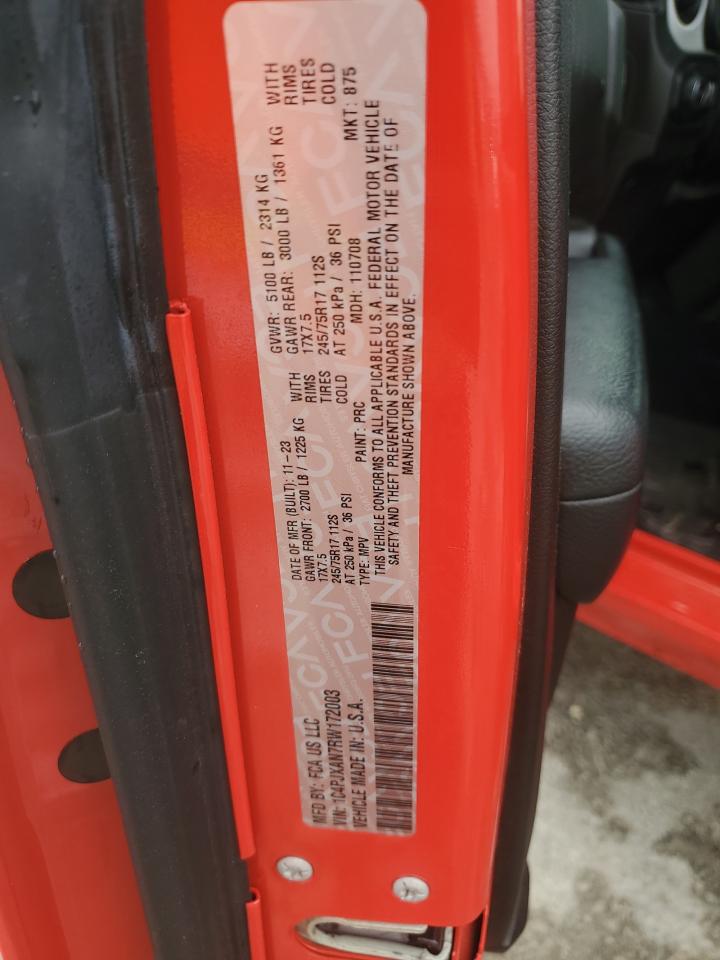 MFD BY: FCA US LLC
DATE OF MFR (BUILT): 11-23
GVWR: 5100 LB / 2314 KG
VIN: 1C4PJXAN7RW172003
GAWR FRONT: 2700 LB / 1225 KG WITH
GAWR REAR: 3000 LB / 1361 KG WITH
VEHICLE MADE IN: U.S.A.
17X7.5 RIMS
17X7.5 RIMS
245/75R17 112S TIRES
245/75R17 112S TIRES
AT 250 kPa / 36 PSI COLD
AT 250 kPa / 36 PSI COLD
TYPE: MPV PAINT: PRC MDH: 110708 MKT: 875
THIS VEHICLE CONFORMS TO ALL APPLICABLE U.S.A. FEDERAL MOTOR VEHICLE
SAFETY AND THEFT PREVENTION STANDARDS IN EFFECT ON THE DATE OF
MANUFACTURE SHOWN ABOVE.